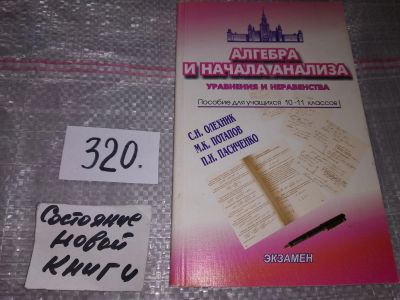 АЛГЕБРА
И НАЧАЛА АНАЛИЗА
УРАВНЕНИЯ И НЕРАВЕНСТВА
Пособие для учащихся 10-11 классов
С.Н. ОЛЕХНИК
М.К. ПОТАПОВ
П.И. ПАСИЧЕНКО
ЭКЗАМЕН
320.
Состояние
новой
книги